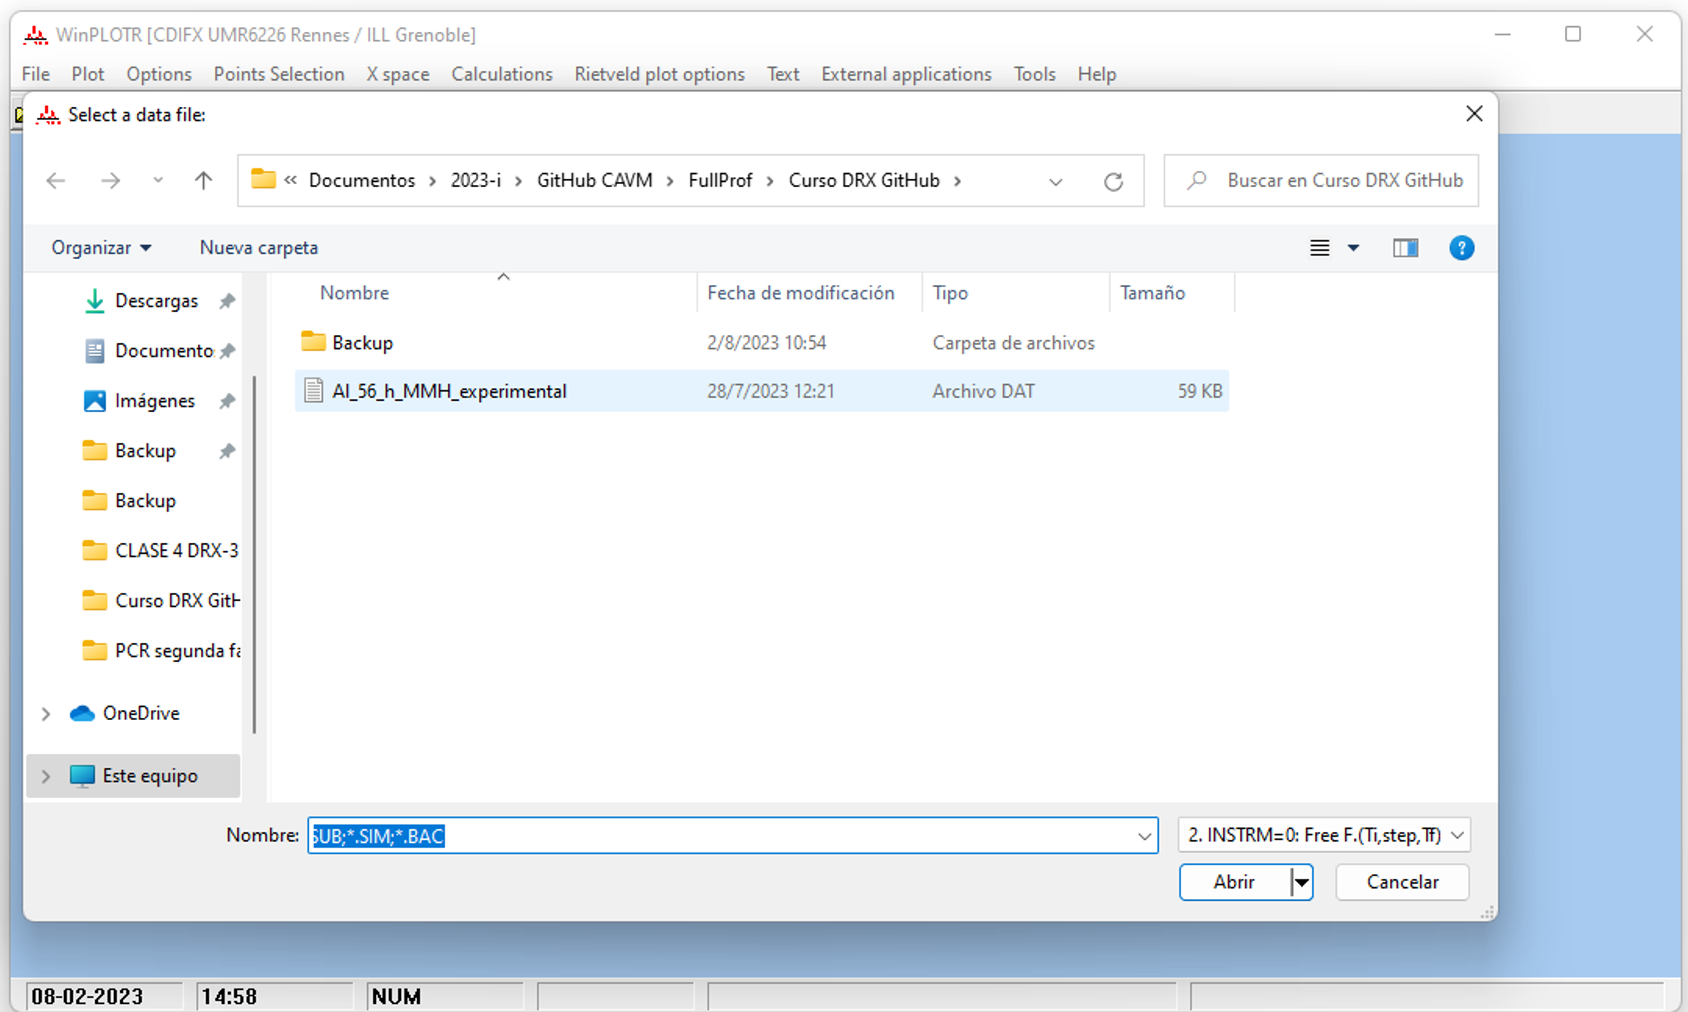 WinPLOTR [CDIFX UMR6226 Rennes / ILL Grenoble]
File Plot Options Points Selection X space Calculations Rietveld plot options Text External applications Tools Help
Select a data file:
« Documentos > 2023-i > GitHub CAVM > FullProf > Curso DRX GitHub >
Buscar en Curso DRX GitHub
Organizar Nueva carpeta
Nombre Fecha de modificación Tipo Tamaño
Descargas
Backup 2/8/2023 10:54 Carpeta de archivos
Documento
Al_56_h_MMH_experimental 28/7/2023 12:21 Archivo DAT 59 KB
Imágenes
Backup
Backup
CLASE 4 DRX-3
Curso DRX GitH
PCR segunda fa
OneDrive
Este equipo
Nombre: SUB;*.SIM;*.BAC 2. INSTRM=0: Free F.(Ti,step,Tf)
Abrir Cancelar
08-02-2023 14:58 NUM